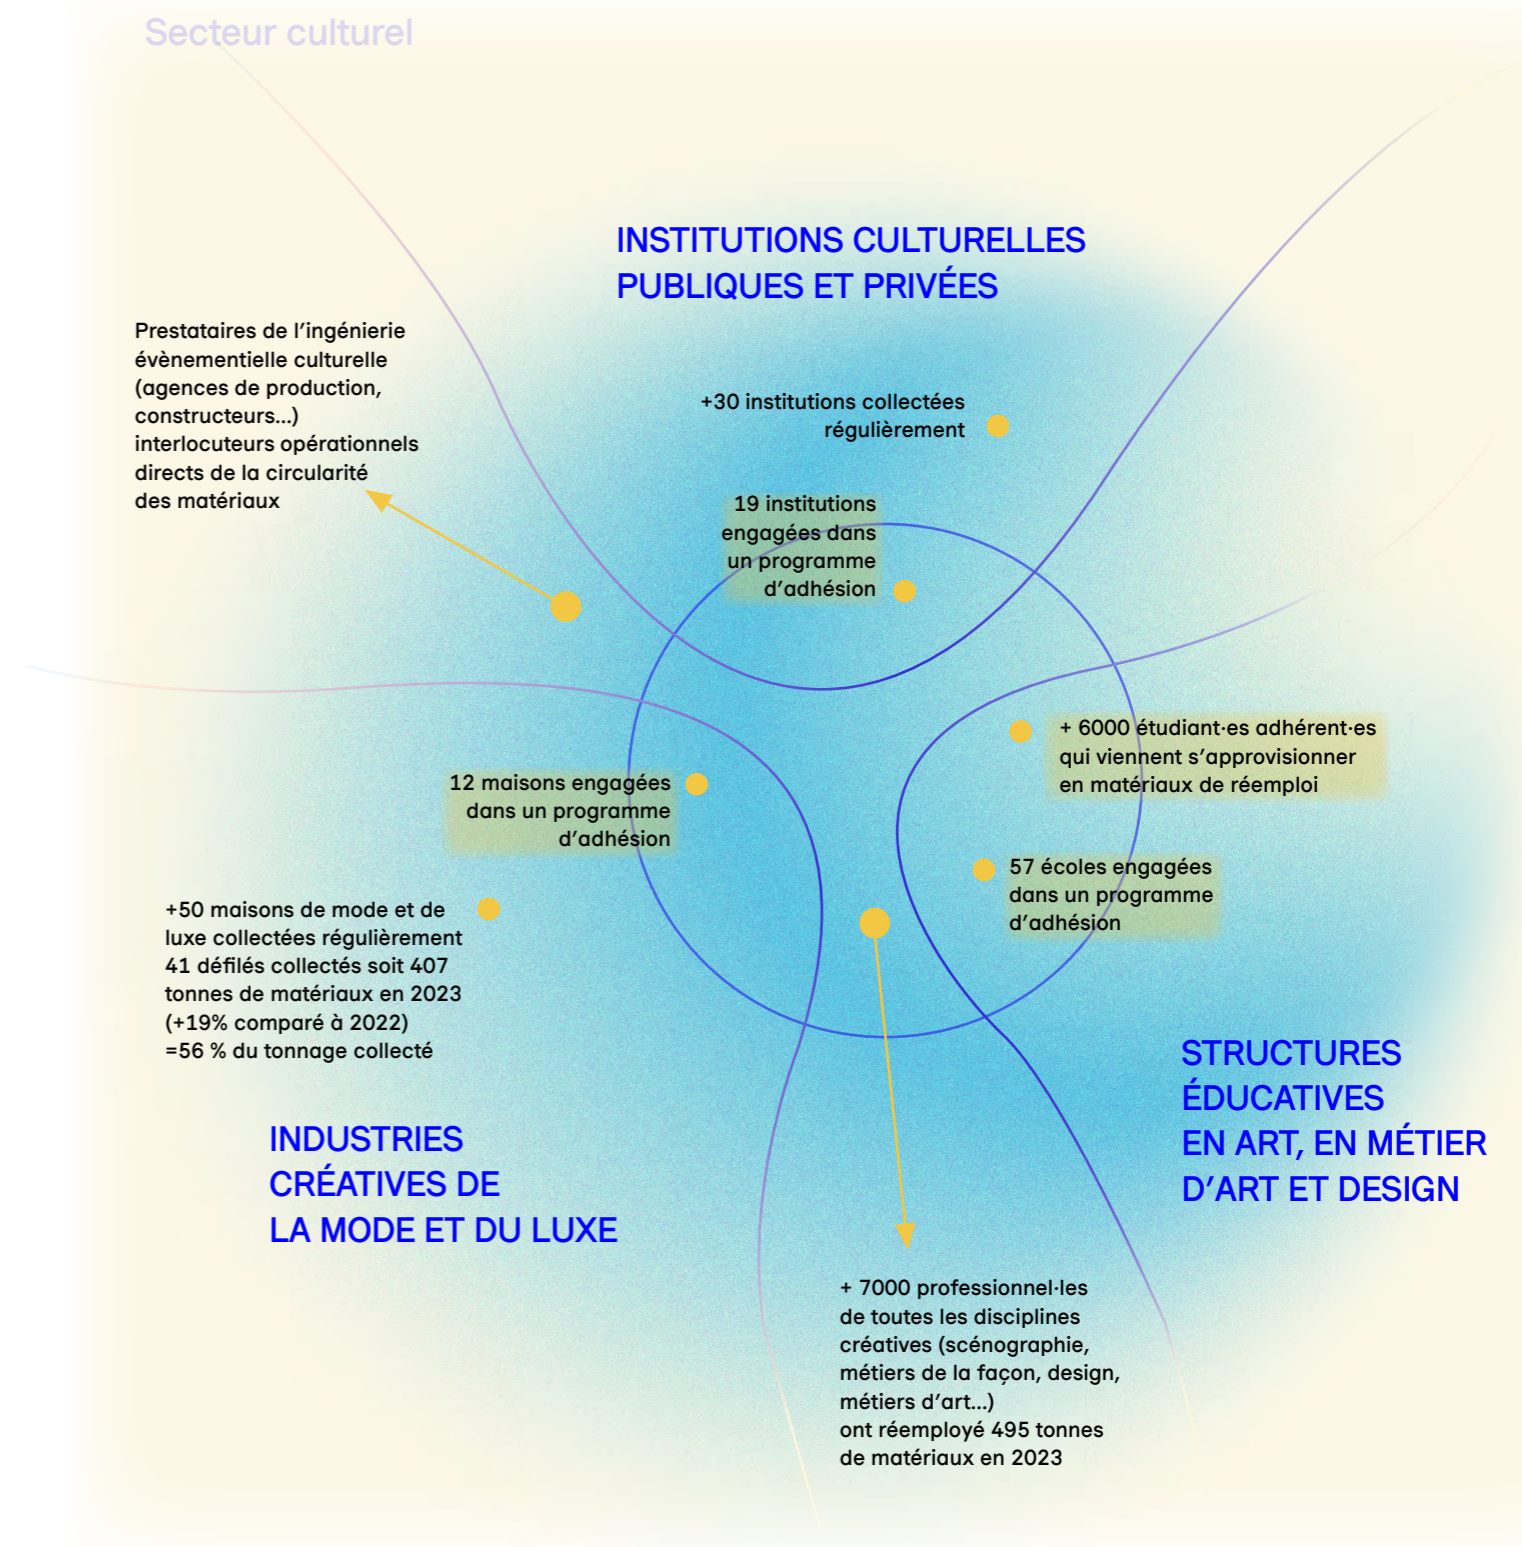 Secteur culturel
INSTITUTIONS CULTURELLES
PUBLIQUES ET PRIVÉES
Prestataires de l’ingénierie
évènementielle culturelle
(agences de production,
constructeurs...)
interlocuteurs opérationnels
directs de la circularité
des matériaux
+30 institutions collectées
régulièrement
19 institutions
engagées dans
un programme
d’adhésion
+ 6000 étudiant·es adhérent·es
qui viennent s’approvisionner
en matériaux de réemploi
12 maisons engagées
dans un programme
d’adhésion
57 écoles engagées
dans un programme
d’adhésion
+50 maisons de mode et de
luxe collectées régulièrement
41 défilés collectés soit 407
tonnes de matériaux en 2023
(+19% comparé à 2022)
=56 % du tonnage collecté
STRUCTURES
ÉDUCATIVES
EN ART, EN MÉTIER
D’ART ET DESIGN
INDUSTRIES
CRÉATIVES DE
LA MODE ET DU LUXE
+ 7000 professionnel·les
de toutes les disciplines
créatives (scénographie,
métiers de la façon, design,
métiers d’art...)
ont réemployé 495 tonnes
de matériaux en 2023